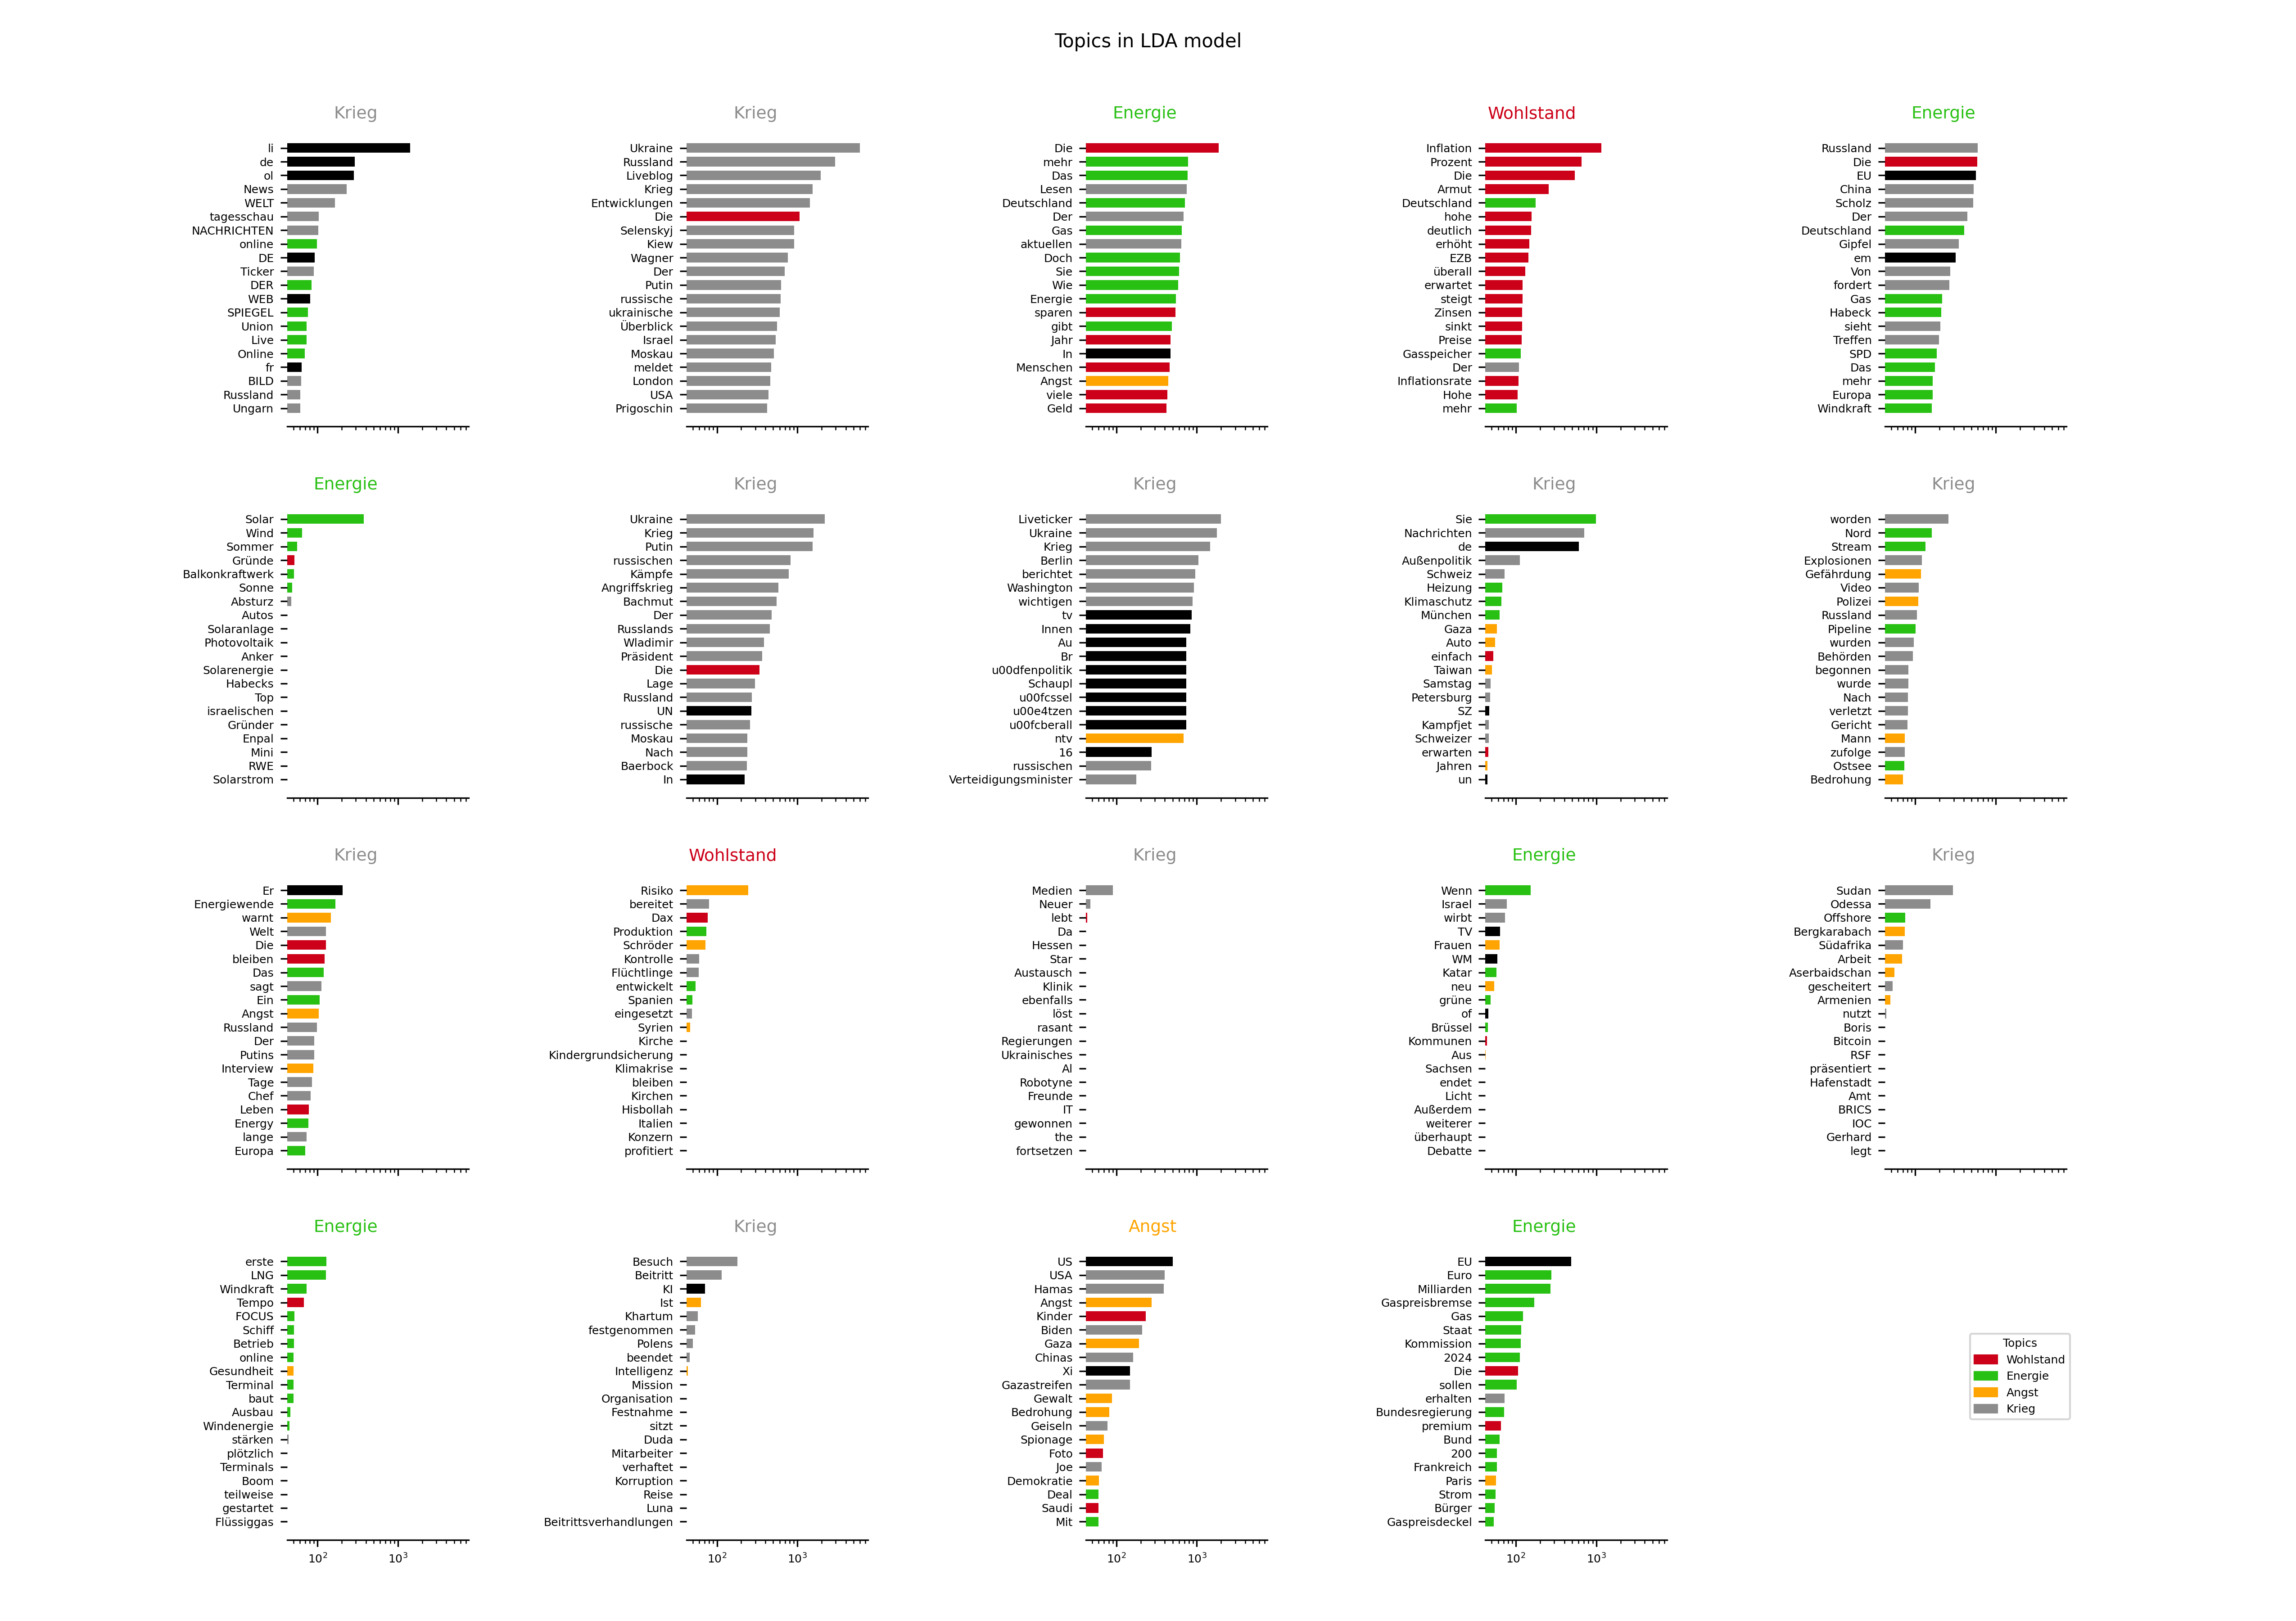 Topics in LDA model
Krieg
li
de
ol
News
WELT
tagesschau
NACHRICHTEN
online
DE
Ticker
DER
WEB
SPIEGEL
Union
Live
Online
fr
BILD
Russland
Ungarn
Krieg
Ukraine
Russland
Liveblog
Krieg
Entwicklungen
Die
Selenskyj
Kiew
Wagner
Der
Putin
russische
ukrainische
Überblick
Israel
Moskau
meldet
London
USA
Prigoschin
Energie
Die
mehr
Das
Lesen
Deutschland
Der
Gas
aktuellen
Doch
Sie
Wie
Energie
sparen
gibt
Jahr
In
Menschen
Angst
viele
Geld
Wohlstand
Inflation
Prozent
Die
Armut
Deutschland
hohe
deutlich
erhöht
EZB
überall
erwartet
steigt
Zinsen
sinkt
Preise
Gasspeicher
Der
Inflationsrate
Hohe
mehr
Energie
Russland
Die
EU
China
Scholz
Der
Deutschland
Gipfel
em
Von
fordert
Gas
Habeck
sieht
Treffen
SPD
Das
mehr
Europa
Windkraft
Energie
Solar
Wind
Sommer
Gründe
Balkonkraftwerk
Sonne
Absturz
Autos
Solaranlage
Photovoltaik
Anker
Solarenergie
Habecks
Top
israelischen
Gründer
Enpal
Mini
RWE
Solarstrom
Krieg
Ukraine
Krieg
Putin
russischen
Kämpfe
Angriffskrieg
Bachmut
Der
Russlands
Wladimir
Präsident
Die
Lage
Russland
UN
russische
Moskau
Nach
Baerbock
In
Krieg
Liveticker
Ukraine
Krieg
Berlin
berichtet
Washington
wichtigen
tv
Innen
Au
Br
u00dfenpolitik
Schaupl
u00fcssel
u00e4tzen
u00fcberall
ntv
16
russischen
Verteidigungsminister
Krieg
Sie
Nachrichten
de
Außenpolitik
Schweiz
Heizung
Klimaschutz
München
Gaza
Auto
einfach
Taiwan
Samstag
Petersburg
SZ
Kampfjet
Schweizer
erwarten
Jahren
un
Krieg
worden
Nord
Stream
Explosionen
Gefährdung
Video
Polizei
Russland
Pipeline
wurden
Behörden
begonnen
wurde
Nach
verletzt
Gericht
Mann
zufolge
Ostsee
Bedrohung
Krieg
Er
Energiewende
warnt
Welt
Die
bleiben
Das
sagt
Ein
Angst
Russland
Der
Putins
Interview
Tage
Chef
Leben
Energy
lange
Europa
Wohlstand
Risiko
bereitet
Dax
Produktion
Schröder
Kontrolle
Flüchtlinge
entwickelt
Spanien
eingesetzt
Syrien
Kirche
Kindergrundsicherung
Klimakrise
bleiben
Kirchen
Hisbollah
Italien
Konzern
profitiert
Krieg
Medien
Neuer
lebt
Da
Hessen
Star
Austausch
Klinik
ebenfalls
löst
rasant
Regierungen
Ukrainisches
AI
Robotyne
Freunde
IT
gewonnen
the
fortsetzen
Energie
Wenn
Israel
wirbt
TV
Frauen
WM
Katar
neu
grüne
of
Brüssel
Kommunen
Aus
Sachsen
endet
Licht
Außerdem
weiterer
überhaupt
Debatte
Krieg
Sudan
Odessa
Offshore
Bergkarabach
Südafrika
Arbeit
Aserbaidschan
gescheitert
Armenien
nutzt
Boris
Bitcoin
RSF
präsentiert
Hafenstadt
Amt
BRICS
IOC
Gerhard
legt
Energie
erste
LNG
Windkraft
Tempo
FOCUS
Schiff
Betrieb
online
Gesundheit
Terminal
baut
Ausbau
Windenergie
stärken
plötzlich
Terminals
Boom
teilweise
gestartet
Flüssiggas
10² 10³
Krieg
Besuch
Beitritt
KI
Ist
Khartum
festgenommen
Polens
beendet
Intelligenz
Mission
Organisation
Festnahme
sitzt
Duda
Mitarbeiter
verhaftet
Korruption
Reise
Luna
Beitrittsverhandlungen
10² 10³
Angst
US
USA
Hamas
Angst
Kinder
Biden
Gaza
Chinas
Xi
Gazastreifen
Gewalt
Bedrohung
Geiseln
Spionage
Foto
Joe
Demokratie
Deal
Saudi
Mit
10² 10³
Energie
EU
Euro
Milliarden
Gaspreisbremse
Gas
Staat
Kommission
2024
Die
sollen
erhalten
Bundesregierung
premium
Bund
200
Frankreich
Paris
Strom
Bürger
Gaspreisdeckel
10² 10³
Topics
Wohlstand
Energie
Angst
Krieg